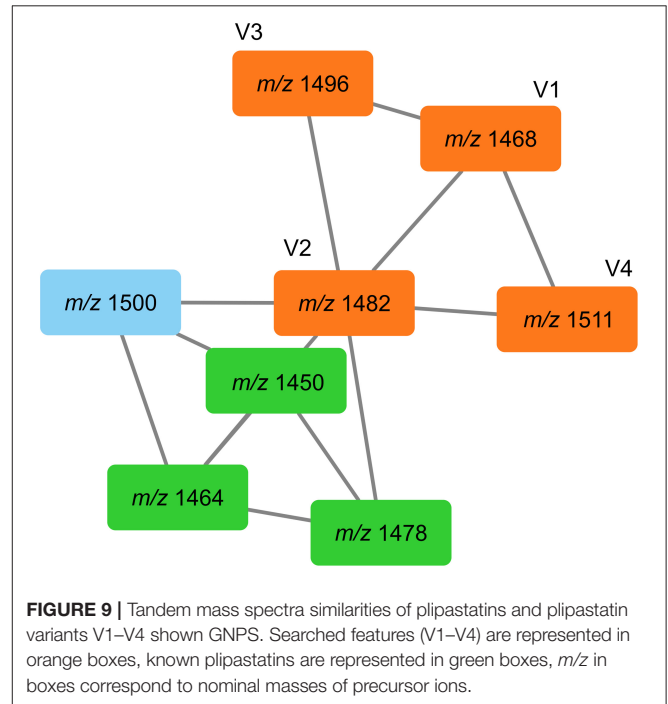 V3
m/z 1496
V1
m/z 1468
V2
V4
m/z 1500
m/z 1482
m/z 1511
m/z 1450
m/z 1464
m/z 1478
FIGURE 9 | Tandem mass spectra similarities of plipastatins and plipastatin
variants V1–V4 shown GNPS. Searched features (V1–V4) are represented in
orange boxes, known plipastatins are represented in green boxes, m/z in
boxes correspond to nominal masses of precursor ions.